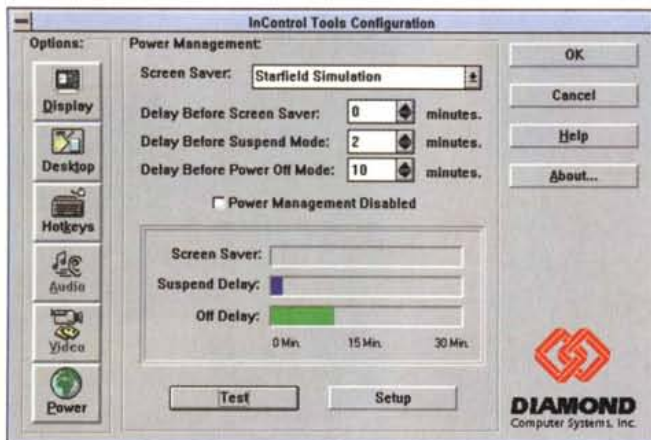 InControl Tools Configuration
Options:
Display
Desktop
Hotkeys
Audio
Video
Power
Power Management:
Screen Saver: Starfield Simulation
Delay Before Screen Saver: 0 minutes.
Delay Before Suspend Mode: 2 minutes.
Delay Before Power Off Mode: 10 minutes.
Power Management Disabled
Screen Saver:
Suspend Delay:
Off Delay:
0 Min. 15 Min. 30 Min.
Test Setup
OK
Cancel
Help
About...
DIAMOND
Computer Systems, Inc.